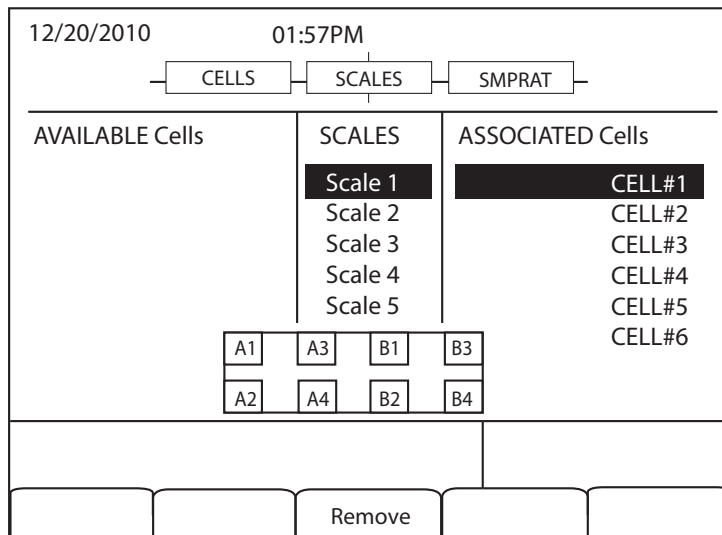 12/20/2010 01:57PM
CELLS SCALES SMPRAT
AVAILABLE Cells SCALES ASSOCIATED Cells
Scale 1 CELL#1
Scale 2 CELL#2
Scale 3 CELL#3
Scale 4 CELL#4
Scale 5 CELL#5
CELL#6
A1 A3 B1 B3
A2 A4 B2 B4
Remove